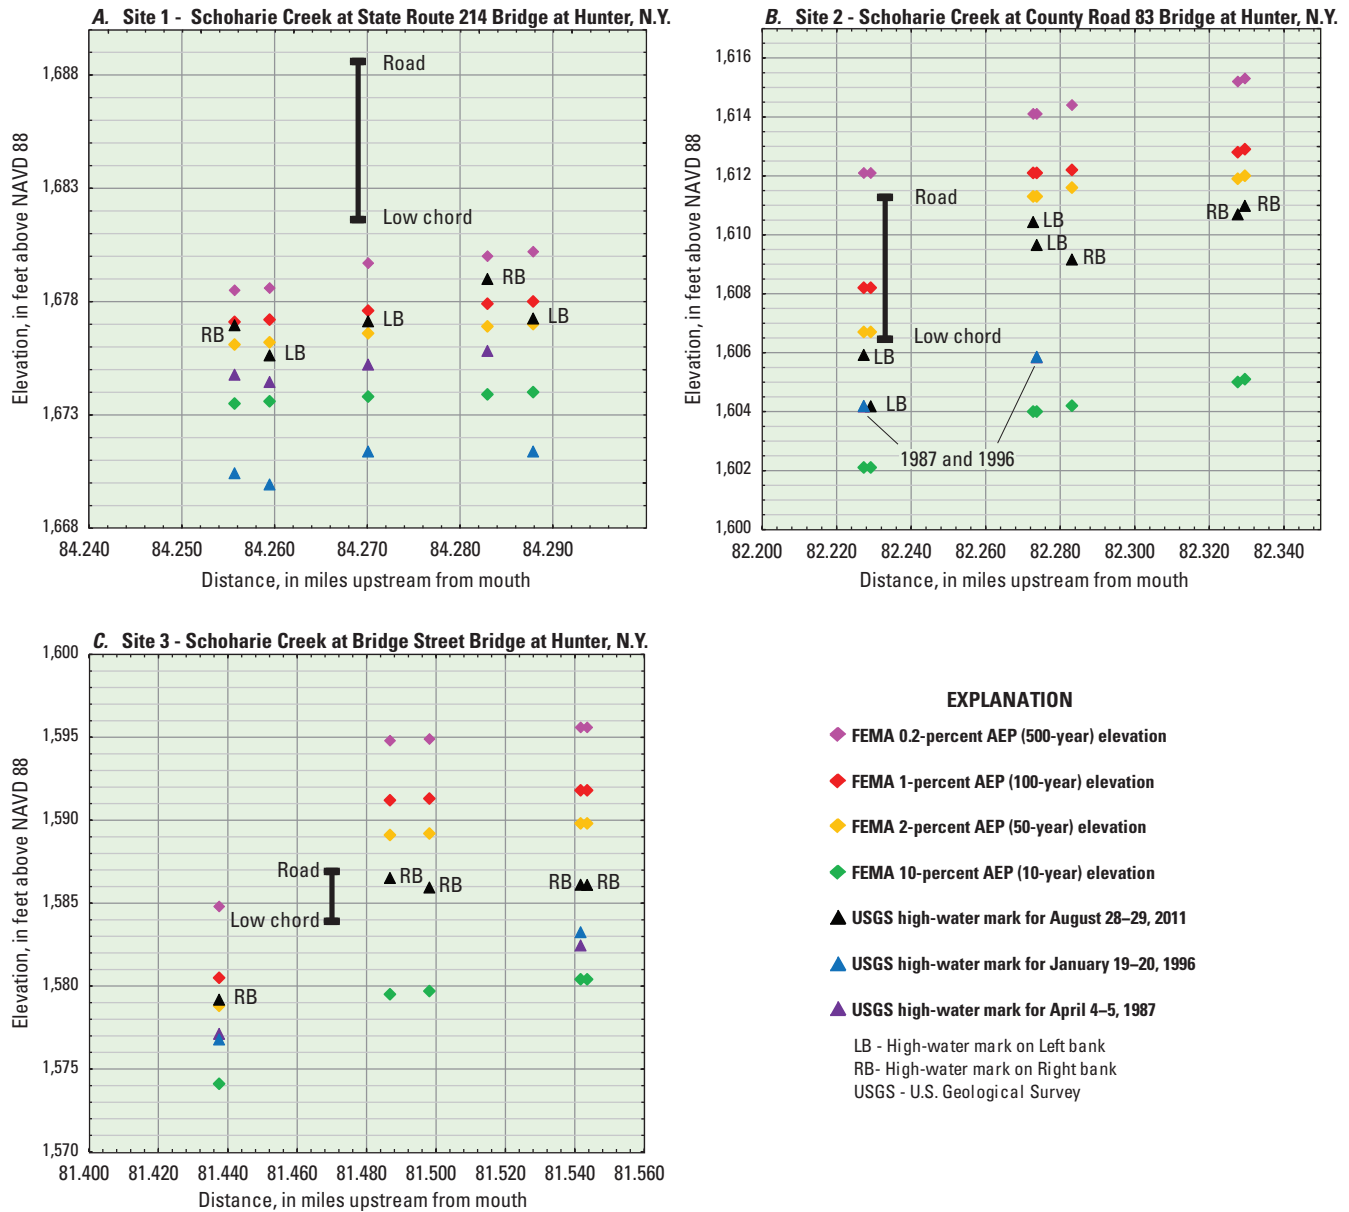 A. Site 1 - Schoharie Creek at State Route 214 Bridge at Hunter, N.Y.
Elevation, in feet above NAVD 88
1,688
1,683
1,678
1,673
1,668
Road
Low chord
RB
LB
LB
RB
LB
84.240 84.250 84.260 84.270 84.280 84.290
Distance, in miles upstream from mouth
B. Site 2 - Schoharie Creek at County Road 83 Bridge at Hunter, N.Y.
Elevation, in feet above NAVD 88
1,616
1,614
1,612
1,610
1,608
1,606
1,604
1,602
1,600
Road
Low chord
LB
LB
LB
LB
RB
RB
RB
1987 and 1996
82.200 82.220 82.240 82.260 82.280 82.300 82.320 82.340
Distance, in miles upstream from mouth
C. Site 3 - Schoharie Creek at Bridge Street Bridge at Hunter, N.Y.
Elevation, in feet above NAVD 88
1,600
1,595
1,590
1,585
1,580
1,575
1,570
Road
Low chord
RB
RB
RB
RB
RB
81.400 81.420 81.440 81.460 81.480 81.500 81.520 81.540 81.560
Distance, in miles upstream from mouth
EXPLANATION
FEMA 0.2-percent AEP (500-year) elevation
FEMA 1-percent AEP (100-year) elevation
FEMA 2-percent AEP (50-year) elevation
FEMA 10-percent AEP (10-year) elevation
USGS high-water mark for August 28–29, 2011
USGS high-water mark for January 19–20, 1996
USGS high-water mark for April 4–5, 1987
LB - High-water mark on Left bank
RB- High-water mark on Right bank
USGS - U.S. Geological Survey